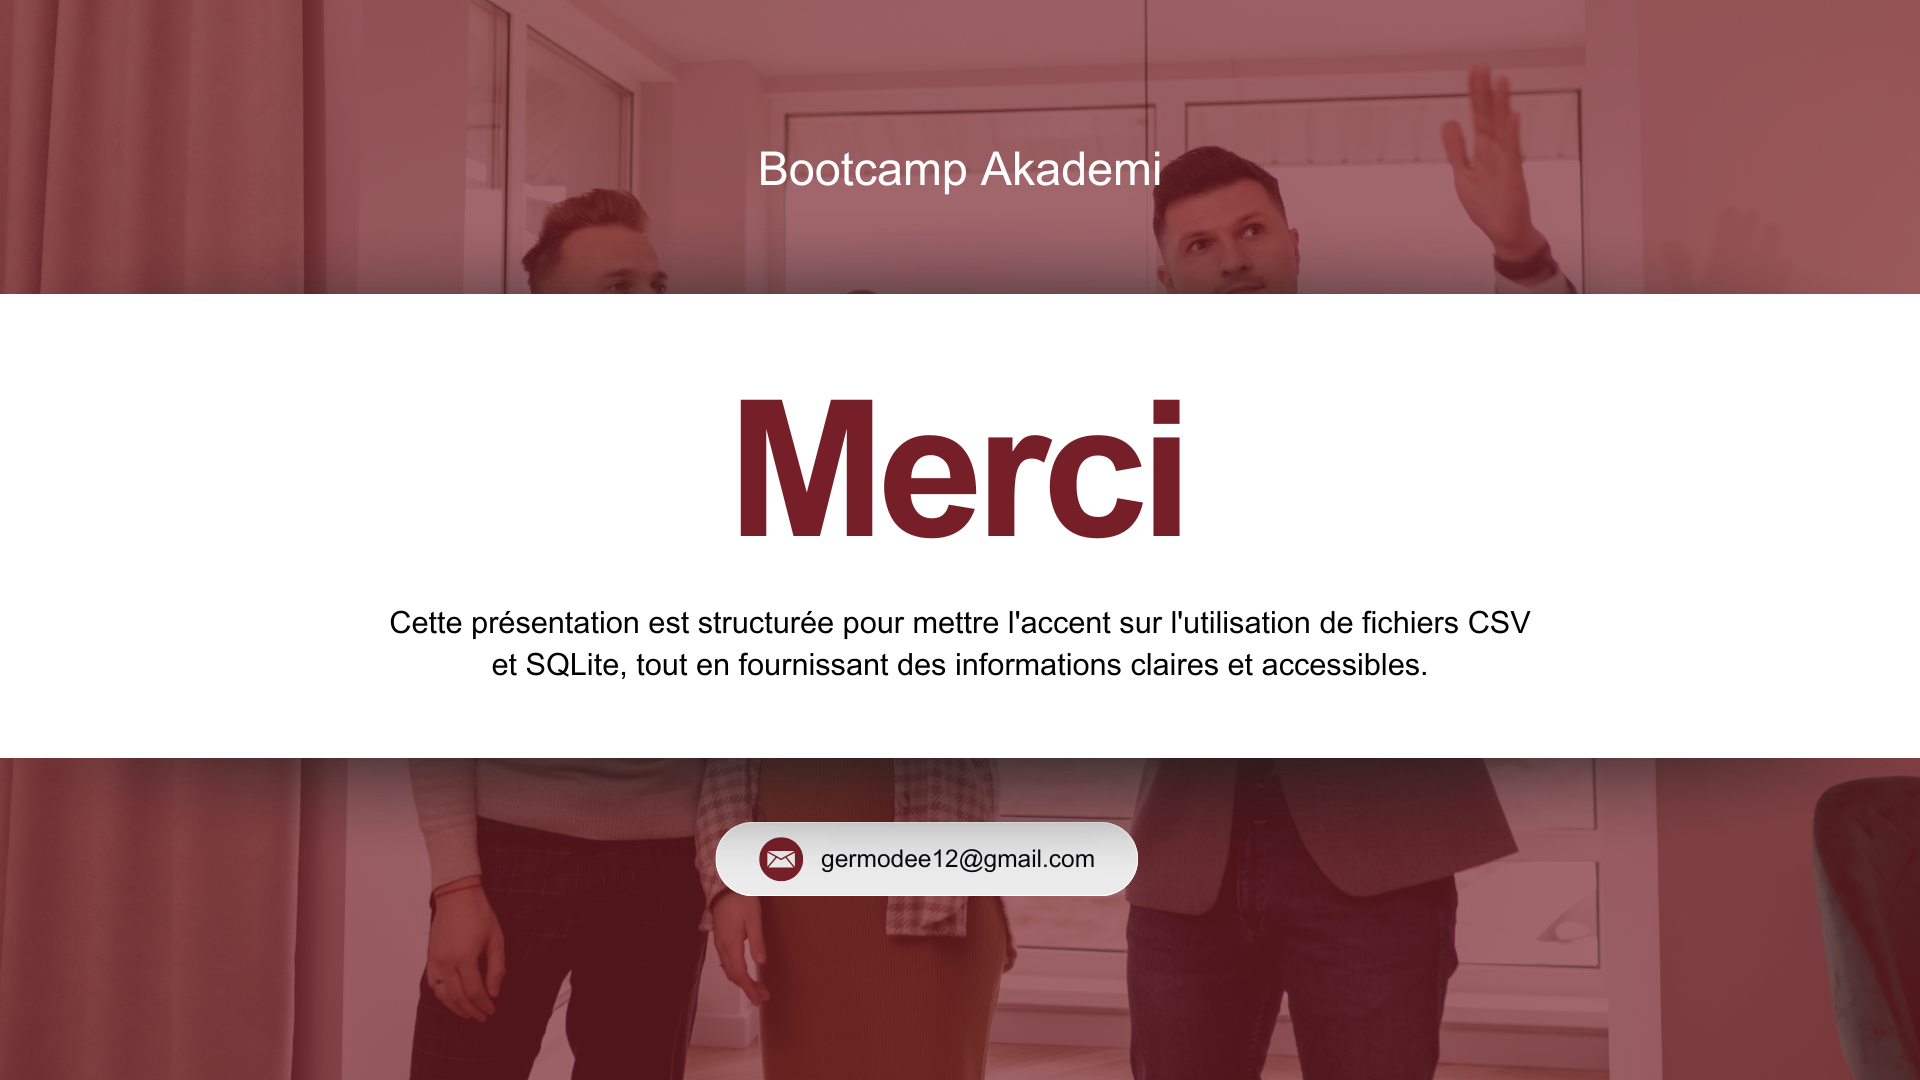 Bootcamp Akademi
Merci
Cette présentation est structurée pour mettre l'accent sur l'utilisation de fichiers CSV
et SQLite, tout en fournissant des informations claires et accessibles.
germodee12@gmail.com